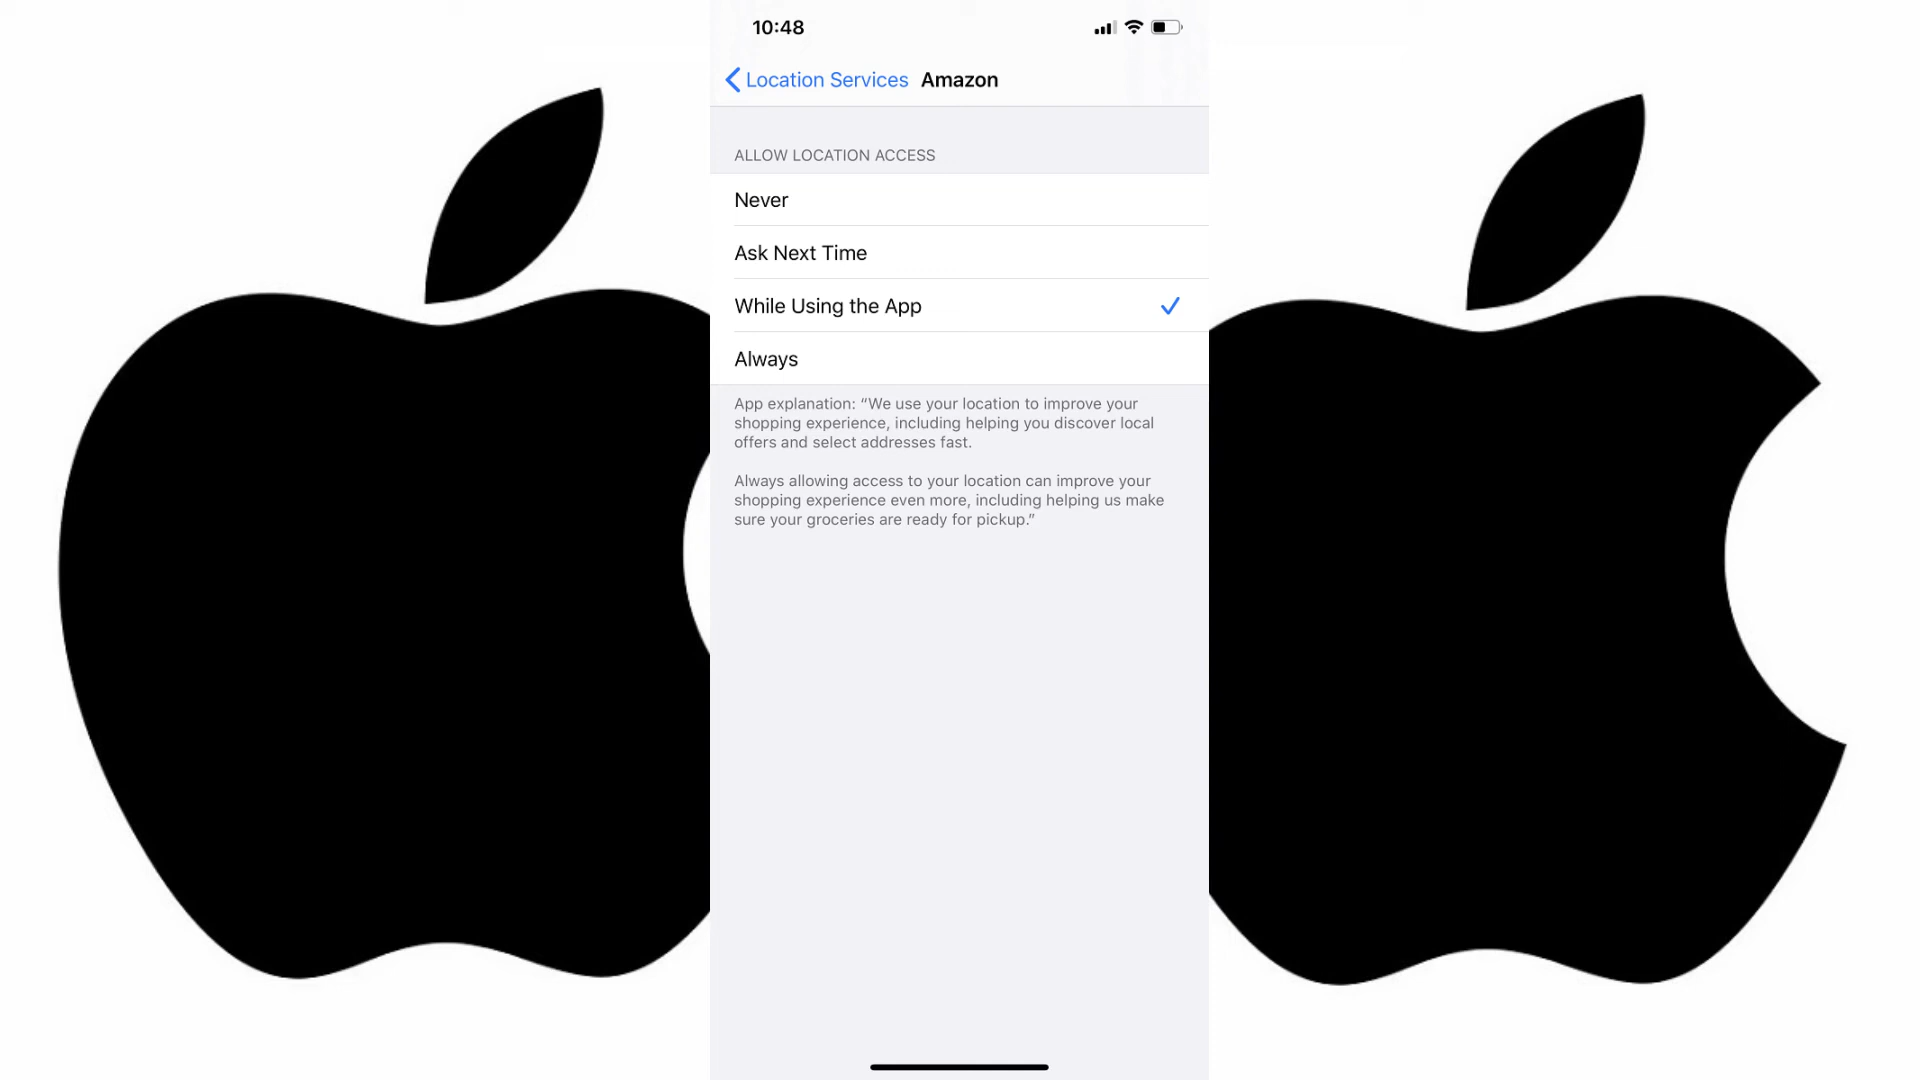 10:48
Location Services Amazon
ALLOW LOCATION ACCESS
Never
Ask Next Time
While Using the App
Always
App explanation: “We use your location to improve your
shopping experience, including helping you discover local
offers and select addresses fast.
Always allowing access to your location can improve your
shopping experience even more, including helping us make
sure your groceries are ready for pickup.”